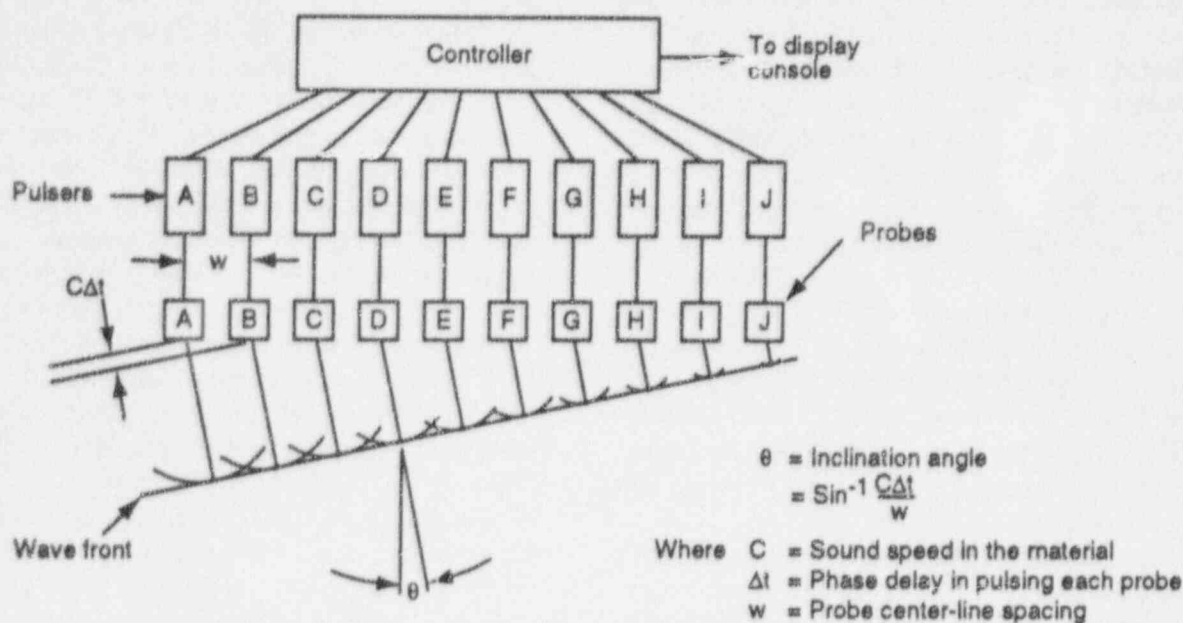 Controller
To display
console
Pulsers
A B C D E F G H I J
w
Probes
CΔt
A B C D E F G H I J
θ = Inclination angle
= Sin⁻¹ CΔt
w
Wave front
Where C = Sound speed in the material
Δt = Phase delay in pulsing each probe
w = Probe center-line spacing
θ